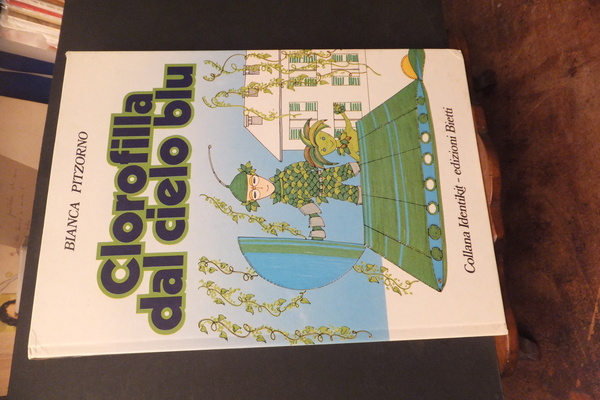 BIANCA PITZORNO
Clorofilla
dal cielo blu
Collana Identikit - edizioni Bietti